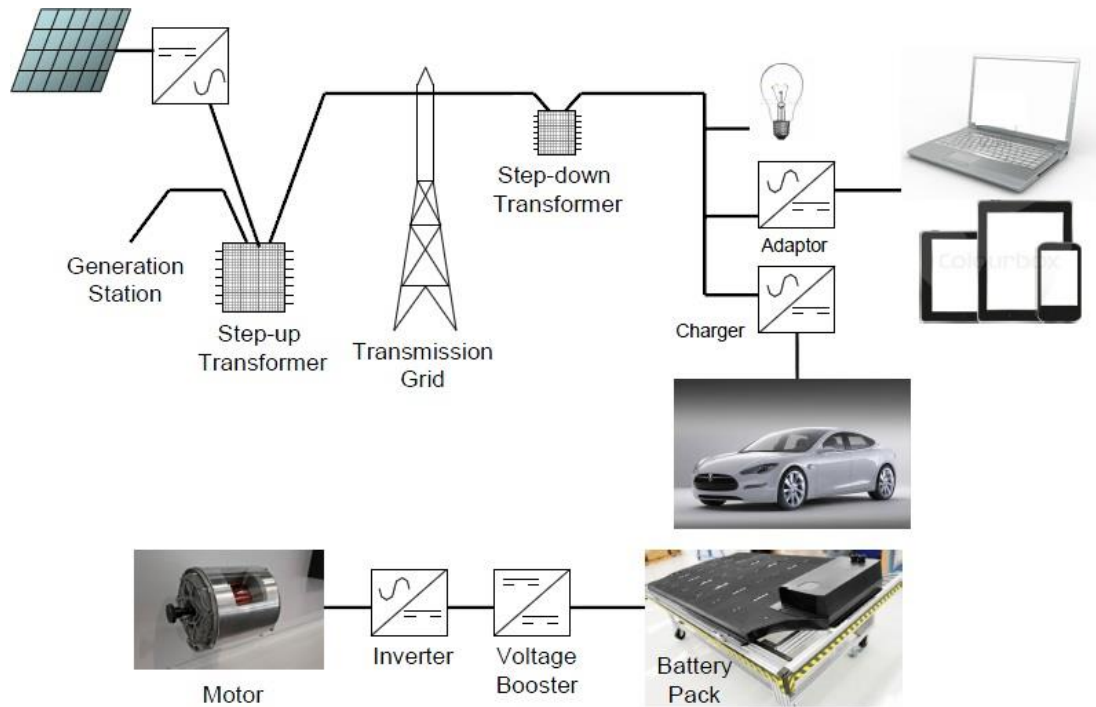 Generation
Station
Step-up
Transformer
Transmission
Grid
Step-down
Transformer
Adaptor
Charger
colourbox
Motor
Inverter
Voltage
Booster
Battery
Pack